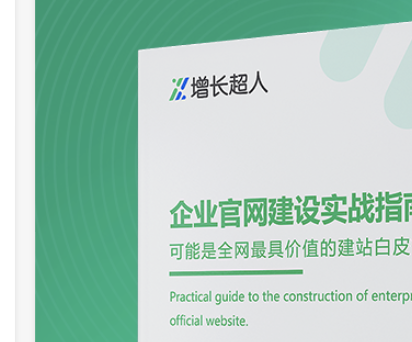 增长超人
企业官网建设实战指南
可能是全网最具价值的建站白皮
Practical guide to the construction of enterpr
official website.